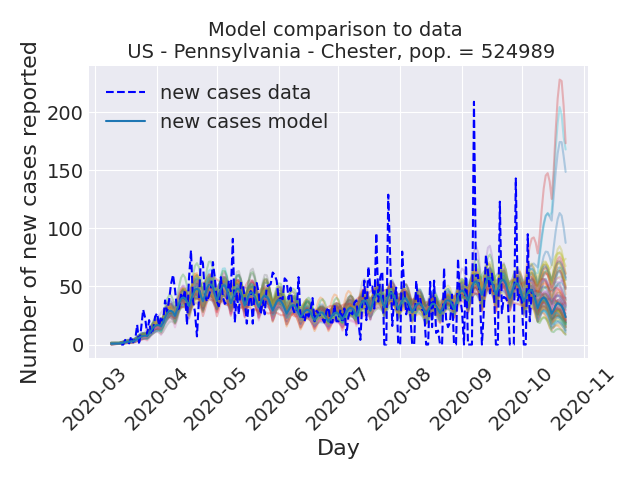 Model comparison to data
US - Pennsylvania - Chester, pop. = 524989
Number of new cases reported
200
150
100
50
0
new cases data
new cases model
2020-03
2020-04
2020-05
2020-06
2020-07
2020-08
2020-09
2020-10
2020-11
Day